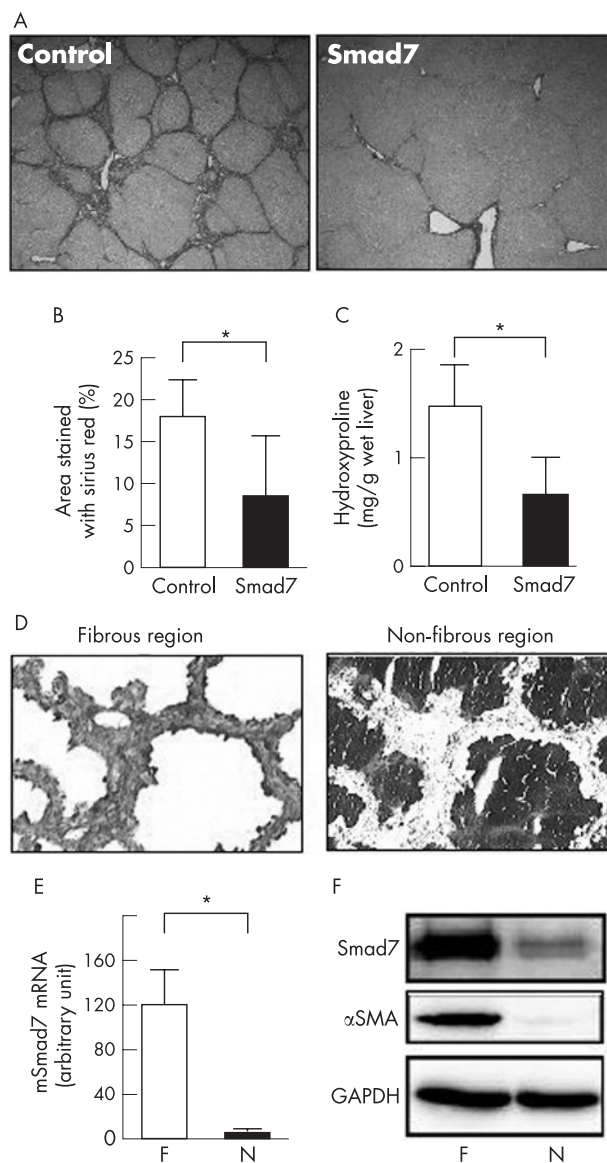 A
Control
Smad7
B
*
Area stained
with sirius red (%)
25
20
15
10
5
0
Control
Smad7
C
*
Hydroxyproline
(mg/g wet liver)
2
1
0
Control
Smad7
D
Fibrous region
Non-fibrous region
E
*
mSmad7 mRNA
(arbitrary unit)
160
120
80
40
0
F
N
F
Smad7
αSMA
GAPDH
F
N